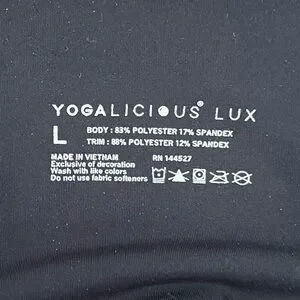 YOGALICIOUS® LUX
L
BODY : 83% POLYESTER 17% SPANDEX
TRIM : 88% POLYESTER 12% SPANDEX
MADE IN VIETNAM
Exclusive of decoration
Wash with like colors
Do not use fabric softeners
RN 144527